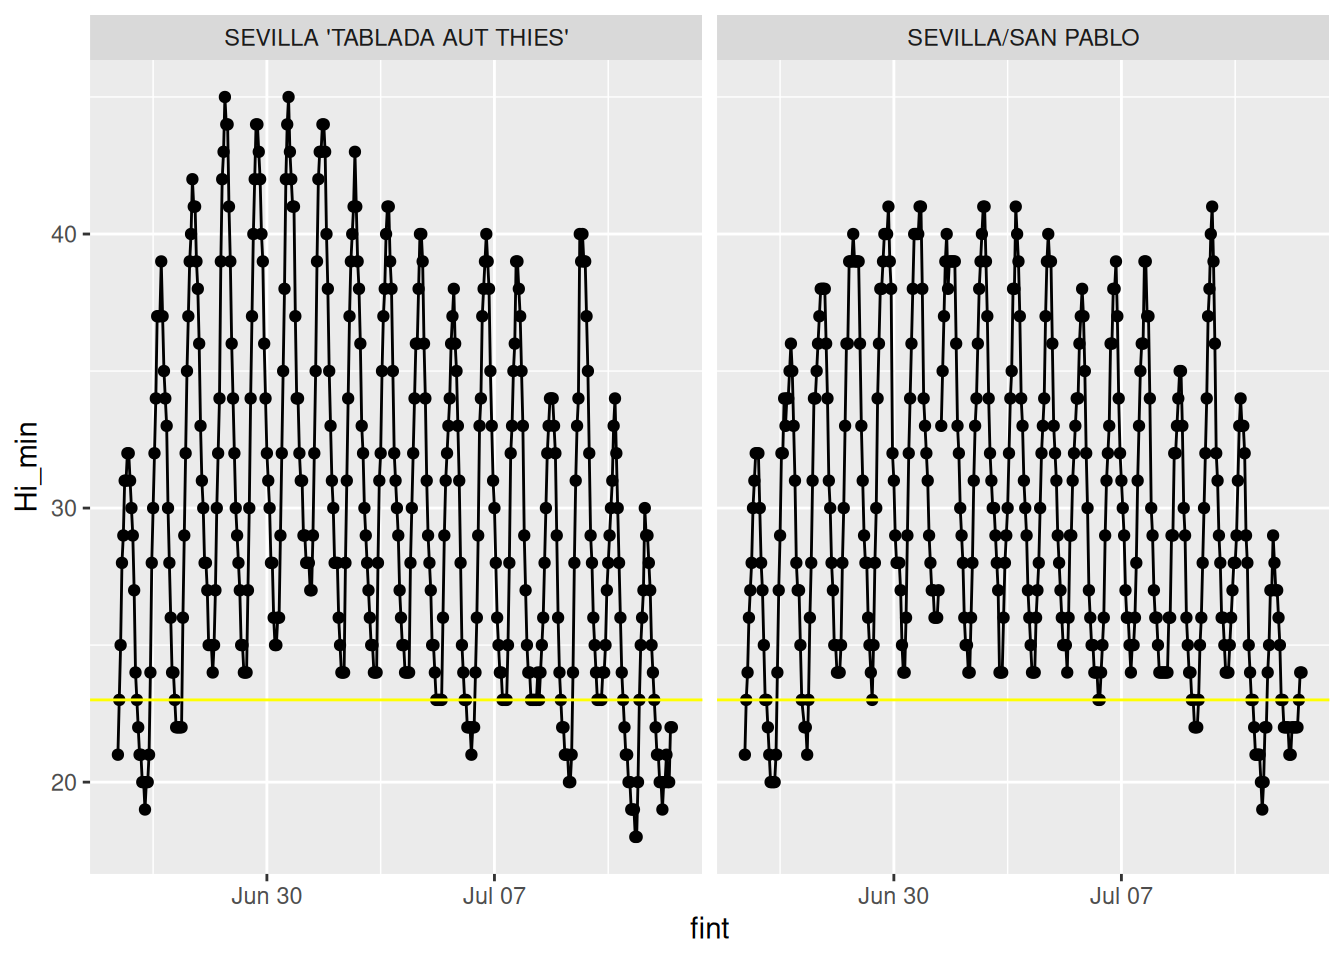 SEVILLA 'TABLADA AUT THIES'
SEVILLA/SAN PABLO
Hi_min
40
30
20
Jun 30
Jul 07
Jun 30
Jul 07
fint